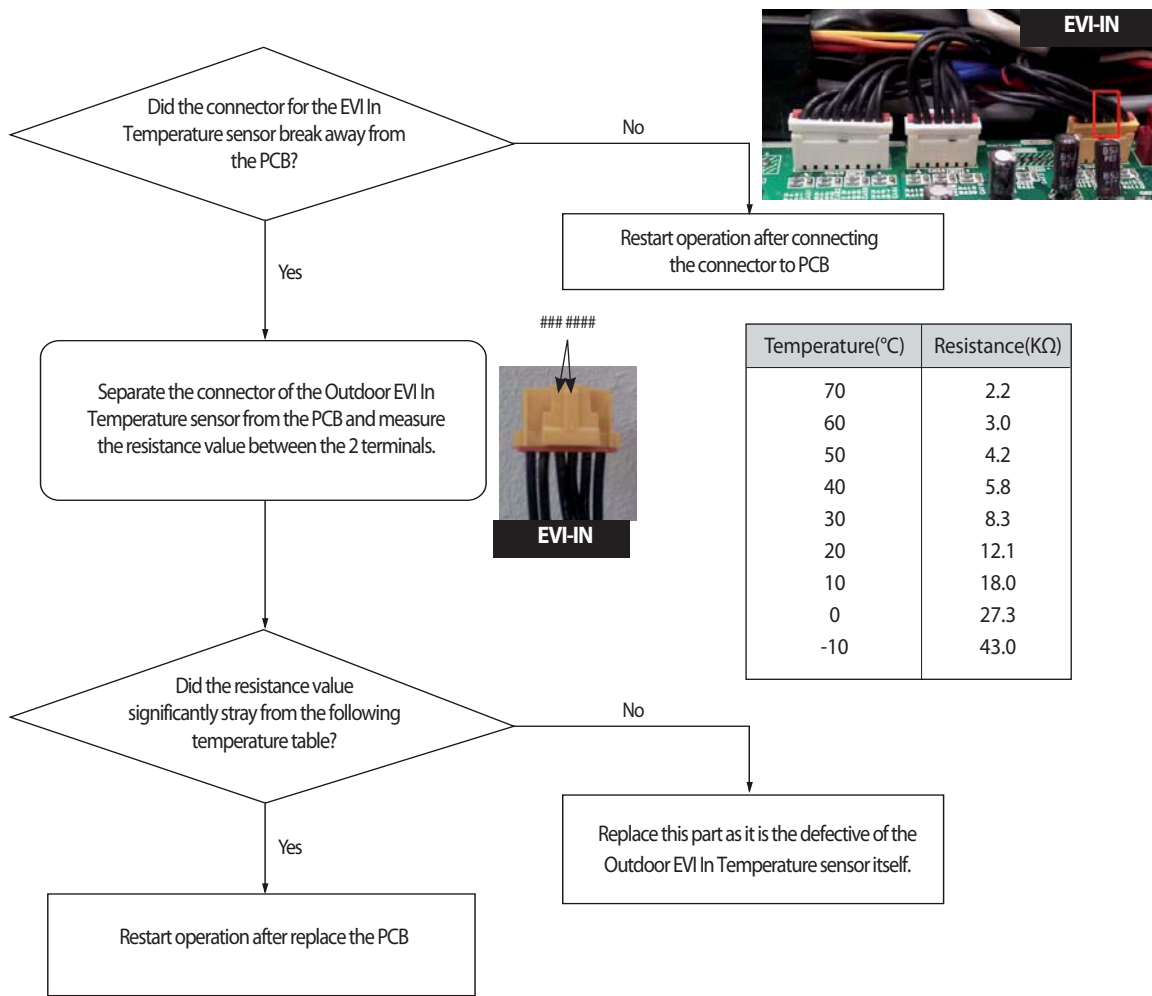 EVI-IN
Did the connector for the EVI In
Temperature sensor break away from
the PCB?
No
Restart operation after connecting
the connector to PCB
Yes
Separate the connector of the Outdoor EVI In
Temperature sensor from the PCB and measure
the resistance value between the 2 terminals.
### ####
EVI-IN
Temperature(°C) Resistance(KΩ)
70 2.2
60 3.0
50 4.2
40 5.8
30 8.3
20 12.1
10 18.0
0 27.3
-10 43.0
Did the resistance value
significantly stray from the following
temperature table?
No
Replace this part as it is the defective of the
Outdoor EVI In Temperature sensor itself.
Yes
Restart operation after replace the PCB